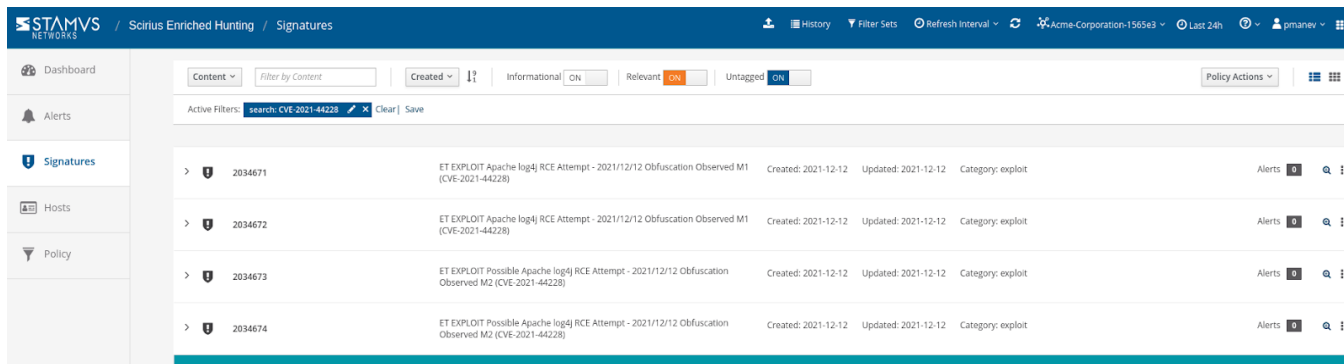 STAMVS NETWORKS / Scirius Enriched Hunting / Signatures
History Filter Sets Refresh Interval Acme-Corporation-1565e3 Last 24h pmanev
Dashboard
Alerts
Signatures
Hosts
Policy
Content Filter by Content Created Informational ON Relevant ON Untagged ON Policy Actions
Active Filters: search: CVE-2021-44228 Clear| Save
2034671 ET EXPLOIT Apache log4j RCE Attempt - 2021/12/12 Obfuscation Observed M1 Created: 2021-12-12 Updated: 2021-12-12 Category: exploit Alerts 0
(CVE-2021-44228)
2034672 ET EXPLOIT Apache log4j RCE Attempt - 2021/12/12 Obfuscation Observed M1 Created: 2021-12-12 Updated: 2021-12-12 Category: exploit Alerts 0
(CVE-2021-44228)
2034673 ET EXPLOIT Possible Apache log4j RCE Attempt - 2021/12/12 Obfuscation Created: 2021-12-12 Updated: 2021-12-12 Category: exploit Alerts 0
Observed M2 (CVE-2021-44228)
2034674 ET EXPLOIT Possible Apache log4j RCE Attempt - 2021/12/12 Obfuscation Created: 2021-12-12 Updated: 2021-12-12 Category: exploit Alerts 0
Observed M2 (CVE-2021-44228)